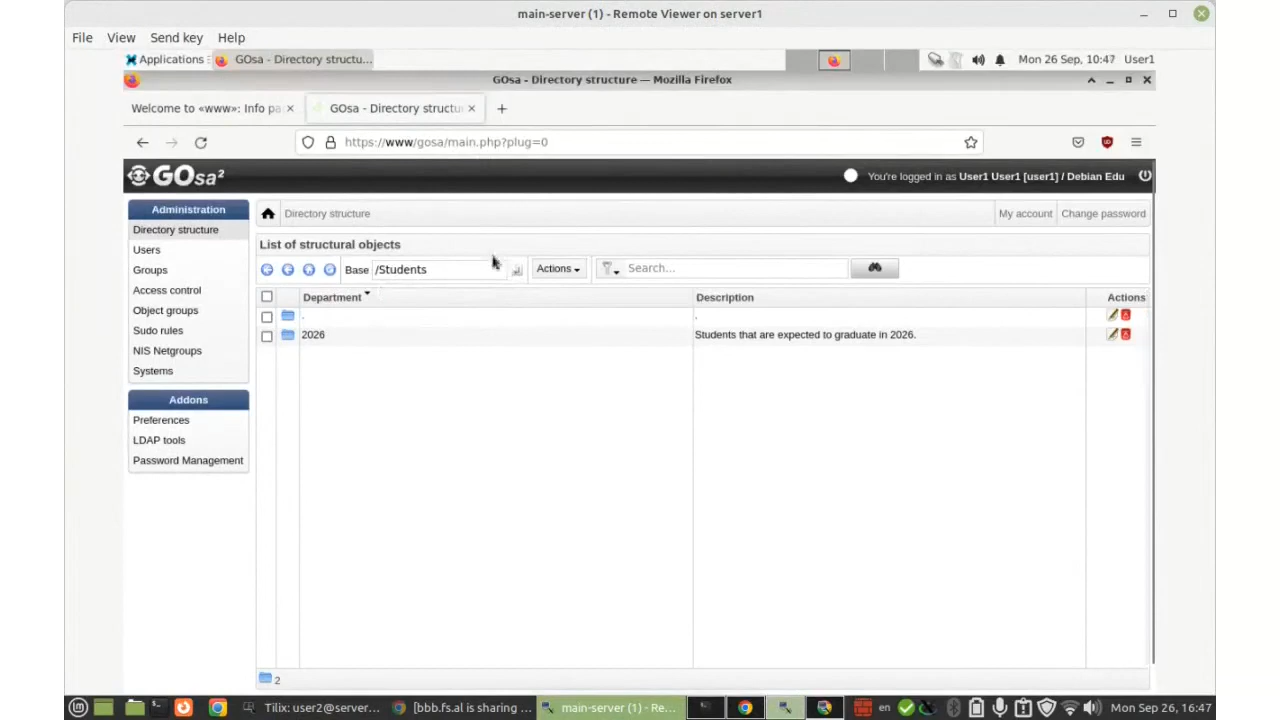 main-server (1) - Remote Viewer on server1
File View Send key Help
Applications GOsa - Directory structu... Mon 26 Sep, 10:47 User1
GOsa - Directory structure — Mozilla Firefox
Welcome to «www»: Info pa GOsa - Directory structu
https://www/gosa/main.php?plug=0
GOsa² You're logged in as User1 User1 [user1] / Debian Edu
Administration
Directory structure
Users
Groups
Access control
Object groups
Sudo rules
NIS Netgroups
Systems
Addons
Preferences
LDAP tools
Password Management
Directory structure My account Change password
List of structural objects
Base /Students Actions Search...
Department Description Actions
. .
2026 Students that are expected to graduate in 2026.
2
Tilix: user2@server... [bbb.fs.al is sharing ... main-server (1) - Re... en Mon Sep 26, 16:47